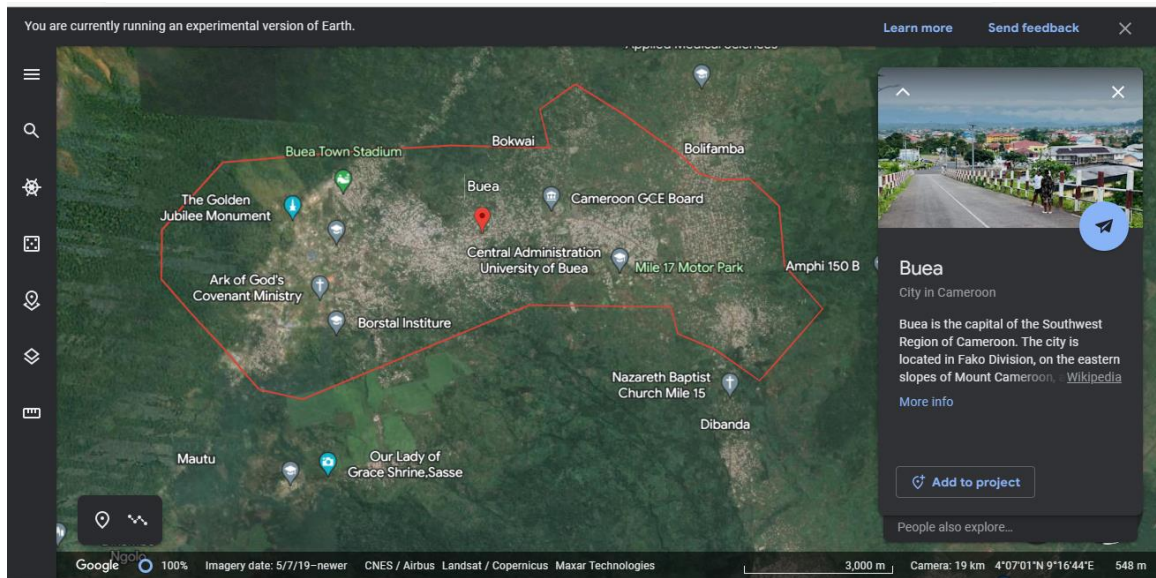 You are currently running an experimental version of Earth.
Learn more
Send feedback
Applied Medical Sciences
Bokwai
Bolifamba
Buea Town Stadium
The Golden
Jubilee Monument
Buea
Cameroon GCE Board
Central Administration
University of Buea
Mile 17 Motor Park
Amphi 150 B
Ark of God's
Covenant Ministry
Borstal Institure
Nazareth Baptist
Church Mile 15
Dibanda
Mautu
Our Lady of
Grace Shrine,Sasse
Ngolo
Buea
City in Cameroon
Buea is the capital of the Southwest
Region of Cameroon. The city is
located in Fako Division, on the eastern
slopes of Mount Cameroon, Wikipedia
More info
Add to project
People also explore...
Google 100% Imagery date: 5/7/19–newer CNES / Airbus Landsat / Copernicus Maxar Technologies 3,000 m Camera: 19 km 4°07'01"N 9°16'44"E 548 m